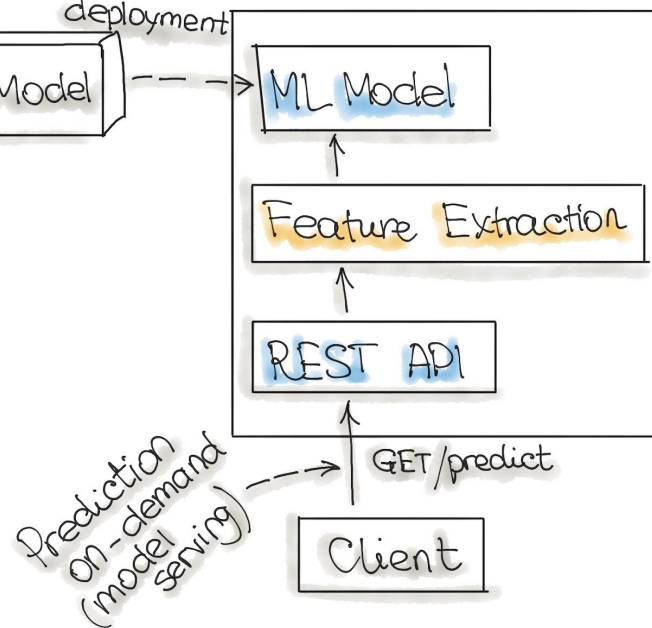 deployment
Model
ML Model
Feature Extraction
REST API
GET/predict
Prediction
on-demand
(model
serving)
Client